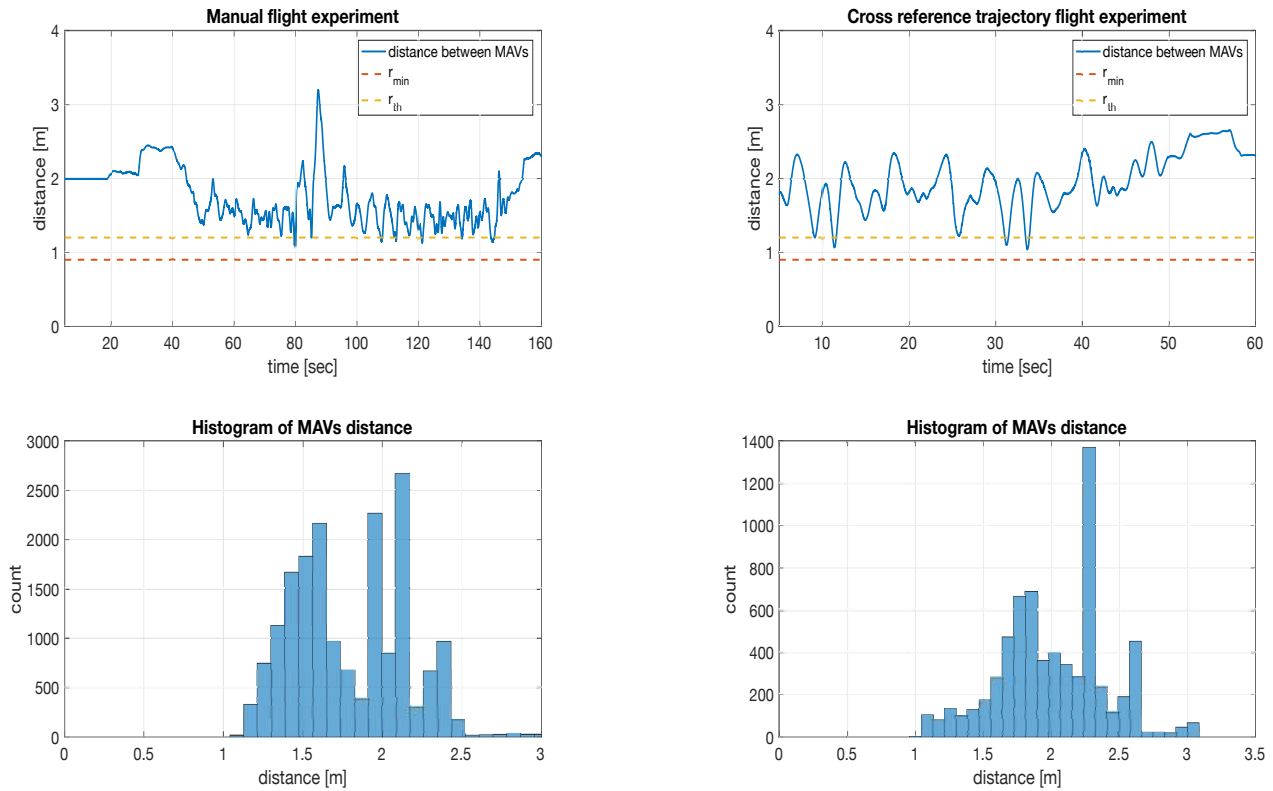 Manual flight experiment
4
3
2
1
0
distance [m]
distance between MAVs
r_min
r_th
20 40 60 80 100 120 140 160
time [sec]
Cross reference trajectory flight experiment
4
3
2
1
0
distance [m]
distance between MAVs
r_min
r_th
10 20 30 40 50 60
time [sec]
Histogram of MAVs distance
3000
2500
2000
1500
1000
500
0
count
0 0.5 1 1.5 2 2.5 3
distance [m]
Histogram of MAVs distance
1400
1200
1000
800
600
400
200
0
count
0 0.5 1 1.5 2 2.5 3 3.5
distance [m]